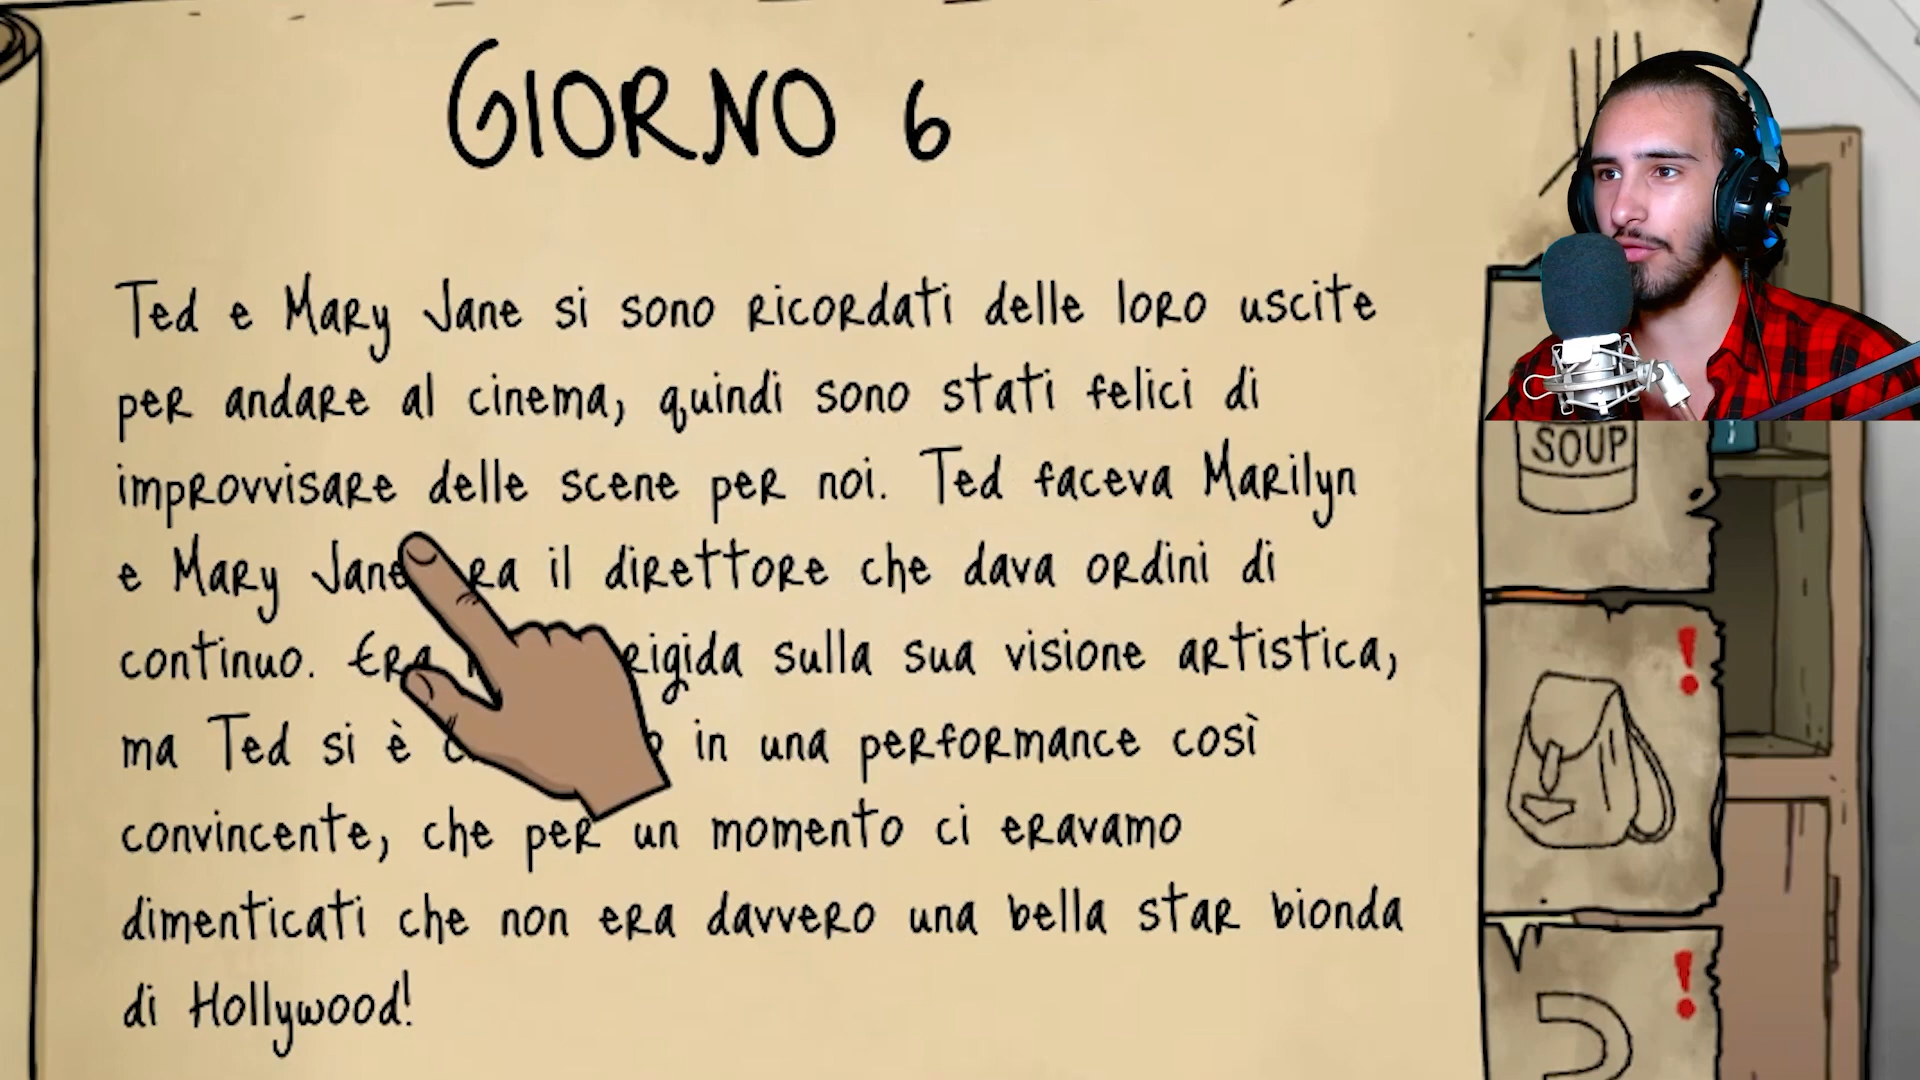 GIORNO 6
Ted e Mary Jane si sono ricordati delle loro uscite
per andare al cinema, quindi sono stati felici di
improvvisare delle scene per noi. Ted faceva Marilyn
e Mary Jane il direttore che dava ordini di
continuo. Era rigida sulla sua visione artistica,
ma Ted si è in una performance così
convincente, che per un momento ci eravamo
dimenticati che non era davvero una bella star bionda
di Hollywood!
SOUP
!
!